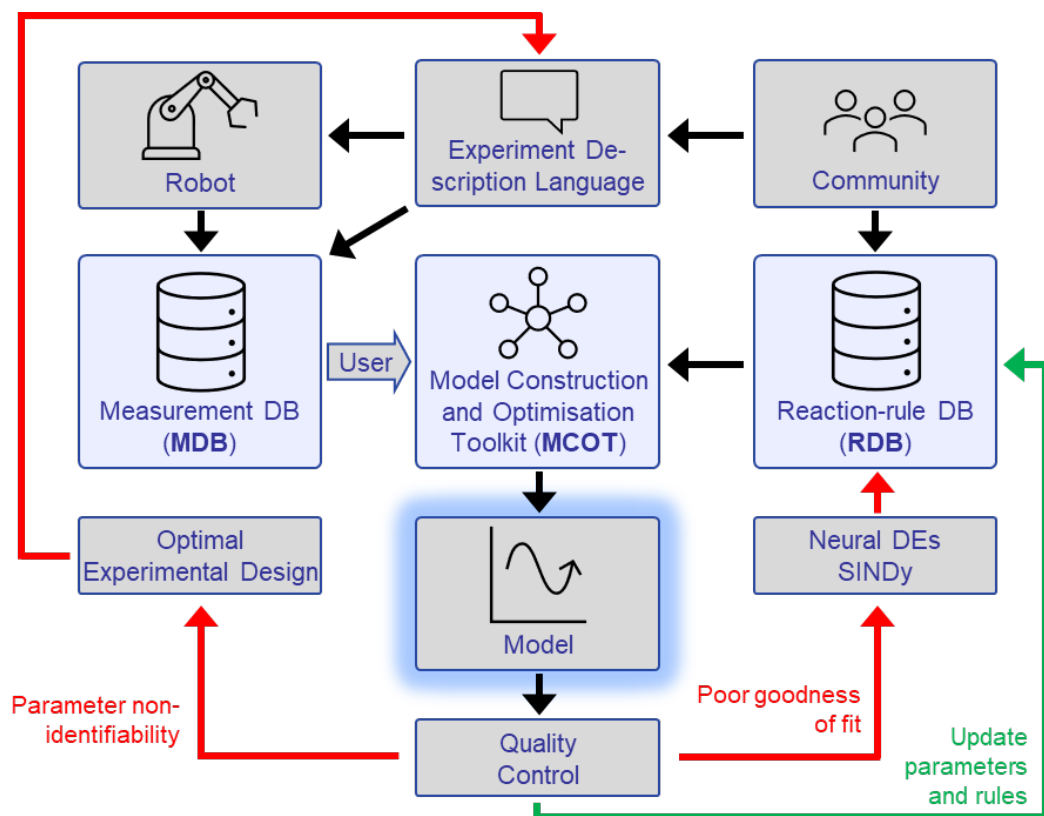 Robot
Experiment De-
scription Language
Community
Measurement DB
(MDB)
User
Model Construction
and Optimisation
Toolkit (MCOT)
Reaction-rule DB
(RDB)
Optimal
Experimental Design
Model
Neural DEs
SINDy
Parameter non-
identifiability
Quality
Control
Poor goodness
of fit
Update
parameters
and rules